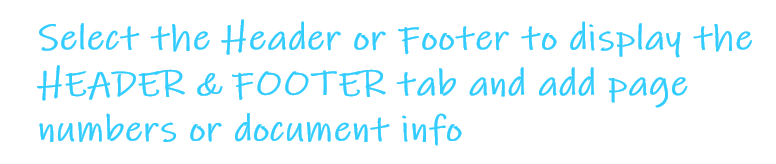 Select the Header or Footer to display the
HEADER & FOOTER tab and add page
numbers or document info